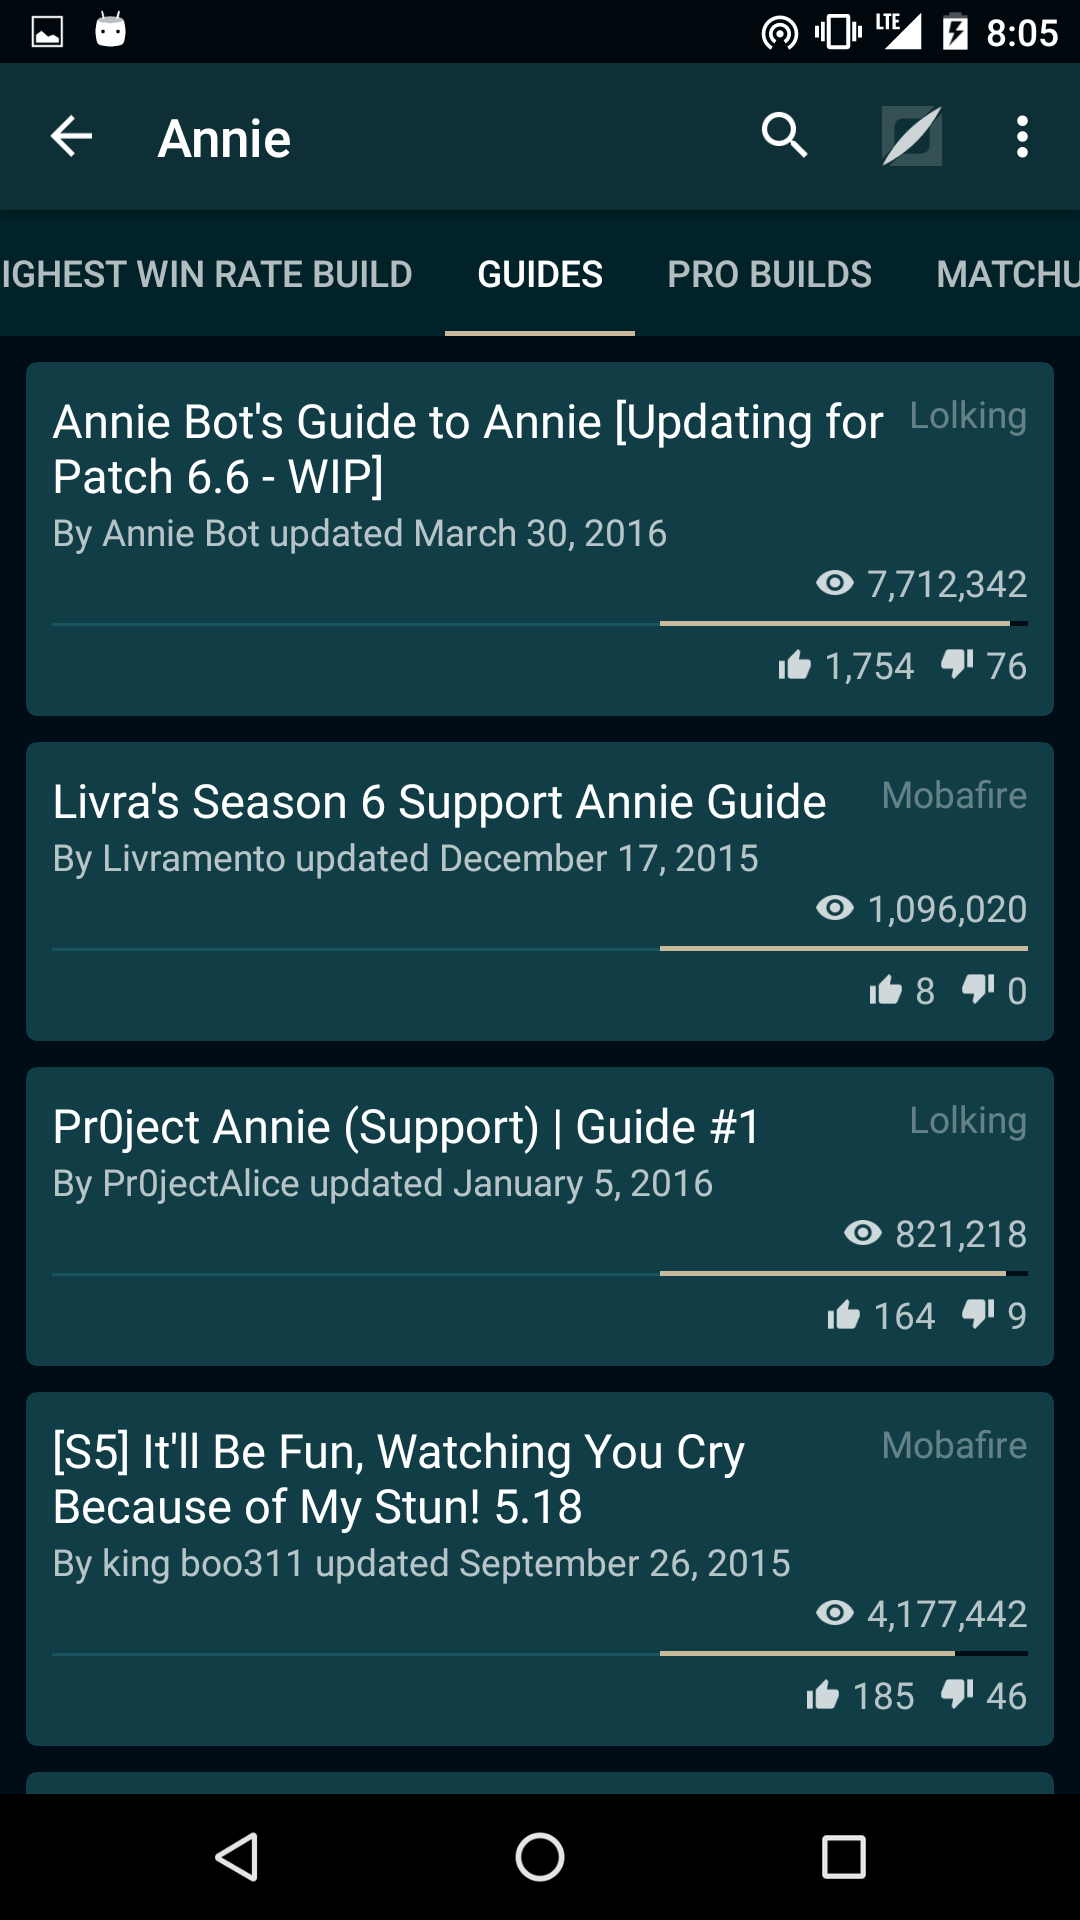 LTE 8:05
Annie
IGHEST WIN RATE BUILD GUIDES PRO BUILDS MATCHU
Annie Bot's Guide to Annie [Updating for Lolking
Patch 6.6 - WIP]
By Annie Bot updated March 30, 2016
7,712,342
1,754 76
Livra's Season 6 Support Annie Guide Mobafire
By Livramento updated December 17, 2015
1,096,020
8 0
Pr0ject Annie (Support) | Guide #1 Lolking
By Pr0jectAlice updated January 5, 2016
821,218
164 9
[S5] It'll Be Fun, Watching You Cry Mobafire
Because of My Stun! 5.18
By king boo311 updated September 26, 2015
4,177,442
185 46